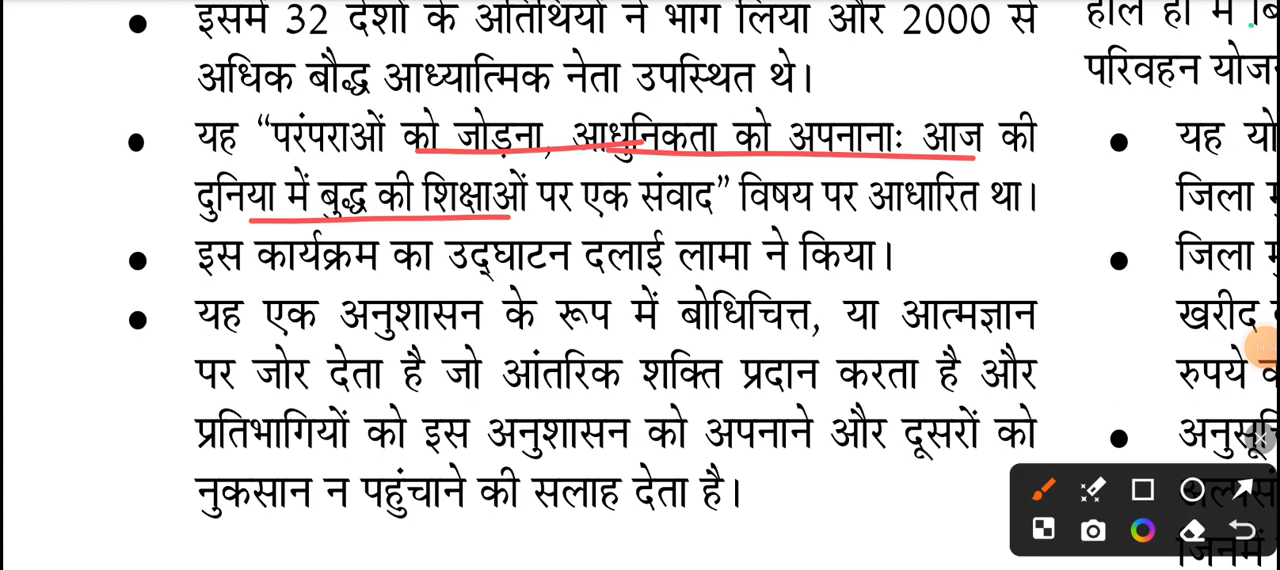 इसमें 32 देशों के अतिथियों ने भाग लिया और 2000 से
अधिक बौद्ध आध्यात्मिक नेता उपस्थित थे।
यह “परंपराओं को जोड़ना, आधुनिकता को अपनानाः आज की
दुनिया में बुद्ध की शिक्षाओं पर एक संवाद” विषय पर आधारित था।
इस कार्यक्रम का उद्घाटन दलाई लामा ने किया।
यह एक अनुशासन के रूप में बोधिचित्त, या आत्मज्ञान
पर जोर देता है जो आंतरिक शक्ति प्रदान करता है और
प्रतिभागियों को इस अनुशासन को अपनाने और दूसरों को
नुकसान न पहुंचाने की सलाह देता है।
हाल ही में
परिवहन
यह
जिला
जिला
खरीद
रुपये